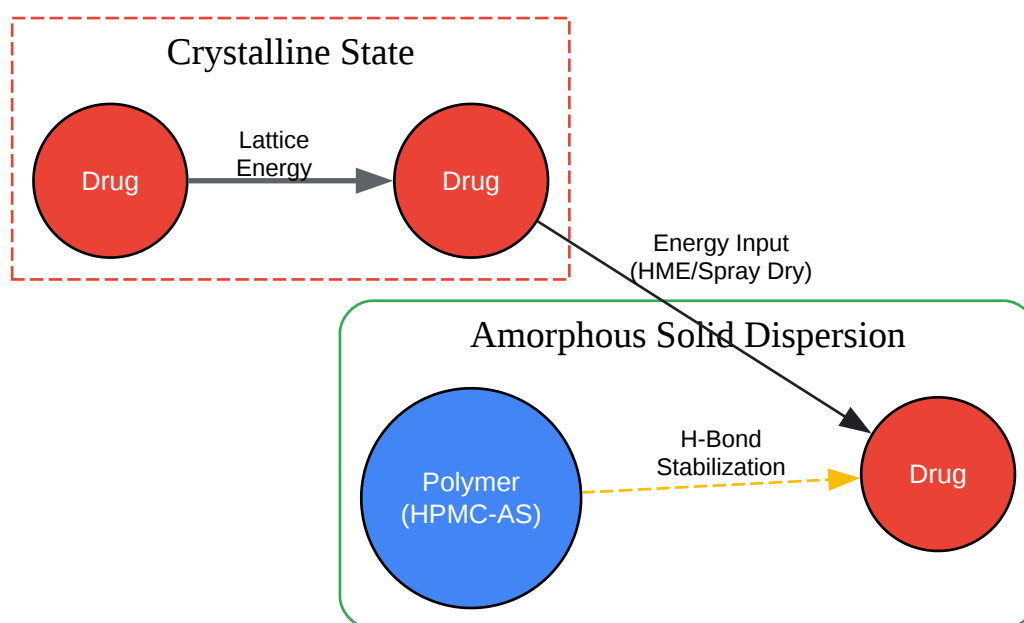 Crystalline State
Drug
Lattice
Energy
Drug
Energy Input
(HME/Spray Dry)
Amorphous Solid Dispersion
Polymer
(HPMC-AS)
H-Bond
Stabilization
Drug